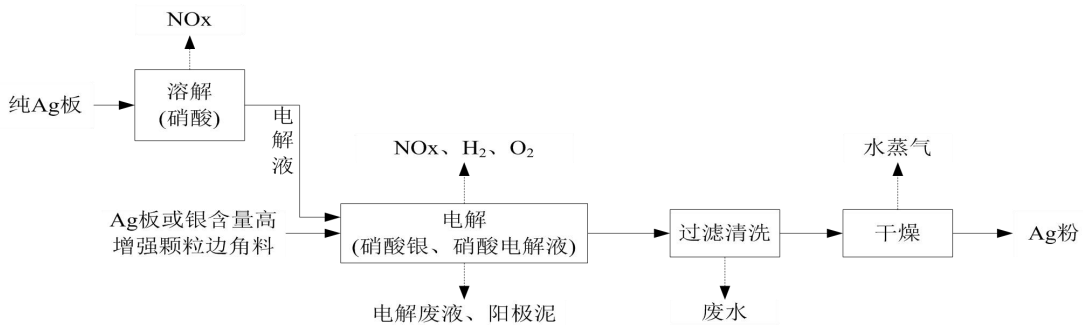 NOx
纯Ag板
溶解
(硝酸)
电解液
NOx、H₂、O₂
水蒸气
Ag板或银含量高
增强颗粒边角料
电解
(硝酸银、硝酸电解液)
过滤清洗
干燥
Ag粉
电解废液、阳极泥
废水